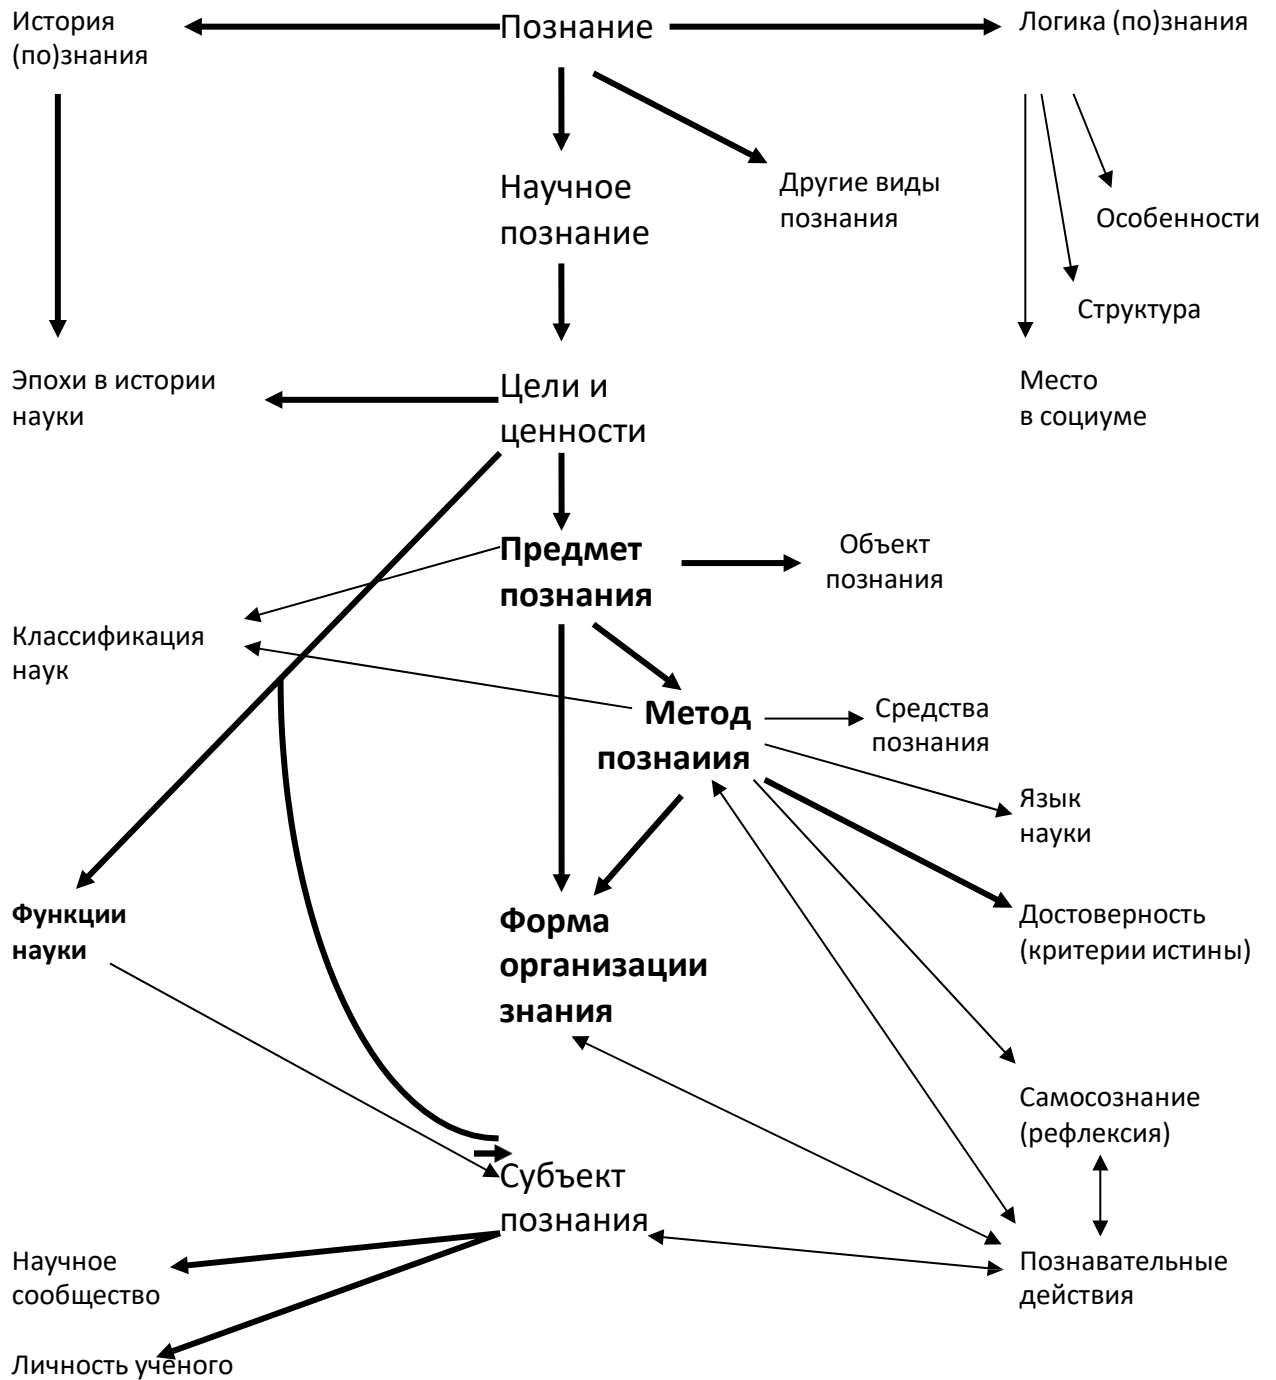 История
(по)знания
Познание
Логика (по)знания
Научное
познание
Другие виды
познания
Особенности
Структура
Эпохи в истории
науки
Цели и
ценности
Место
в социуме
Предмет
познания
Объект
познания
Классификация
наук
Метод
познаиия
Средства
познания
Язык
науки
Функции
науки
Форма
организации
знания
Достоверность
(критерии истины)
Самосознание
(рефлексия)
Субъект
познания
Научное
сообщество
Познавательные
действия
Личность ученого